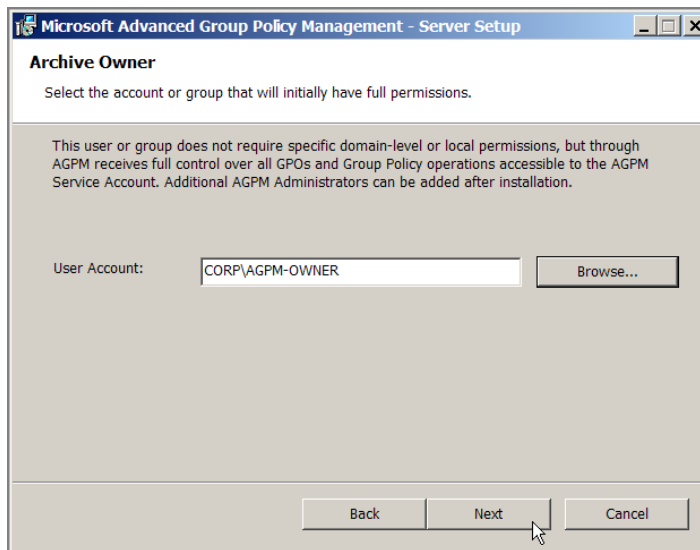 Microsoft Advanced Group Policy Management - Server Setup
Archive Owner
Select the account or group that will initially have full permissions.
This user or group does not require specific domain-level or local permissions, but through
AGPM receives full control over all GPOs and Group Policy operations accessible to the AGPM
Service Account. Additional AGPM Administrators can be added after installation.
User Account: CORP\AGPM-OWNER Browse...
Back Next Cancel